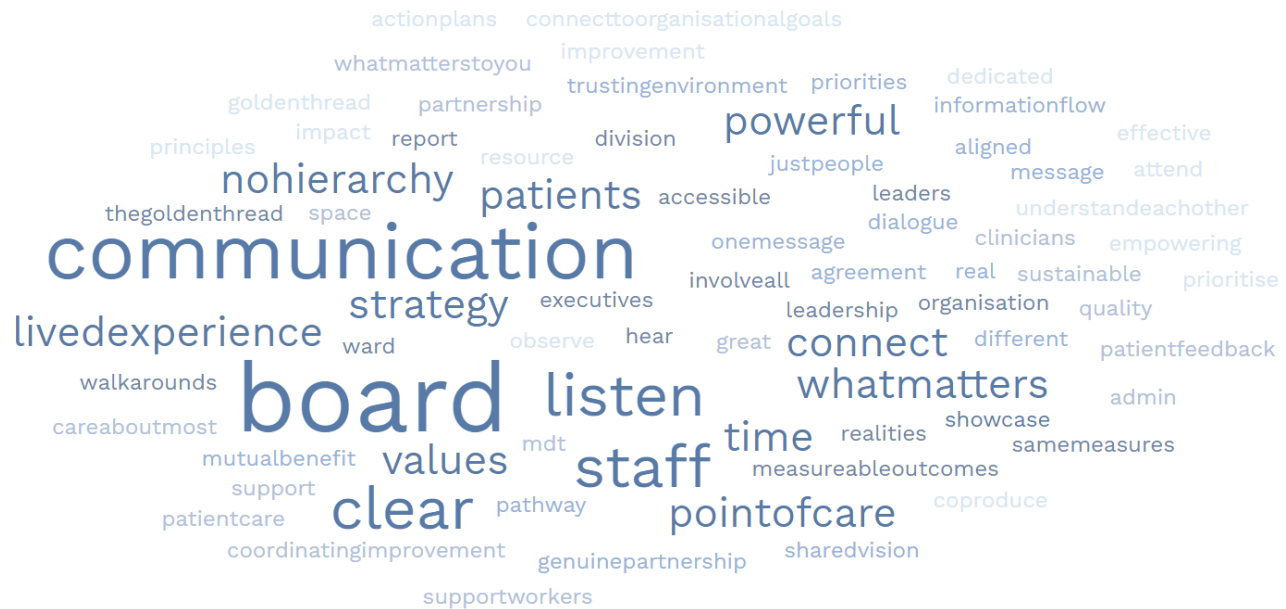 actionplans connecttoorganisationalgoals
improvement
whatmatterstoyou
trustingenvironment priorities dedicated
goldenthread partnership informationflow
powerful
principles impact report division effective
resource justpeople aligned
message attend
nohierarchy patients accessible leaders
thegoldenthread space dialogue understandeachother
communication onemessage clinicians empowering
involveall agreement real sustainable prioritise
strategy executives leadership organisation quality
livedexperience ward observe hear great connect different patientfeedback
walkarounds board listen whatmatters admin
careaboutmost showcase
mutualbenefit values mdt staff time realities samemeasures
measureableoutcomes
support clear pathway pointofcare coproduce
patientcare
coordinatingimprovement genuinepartnership sharedvision
supportworkers